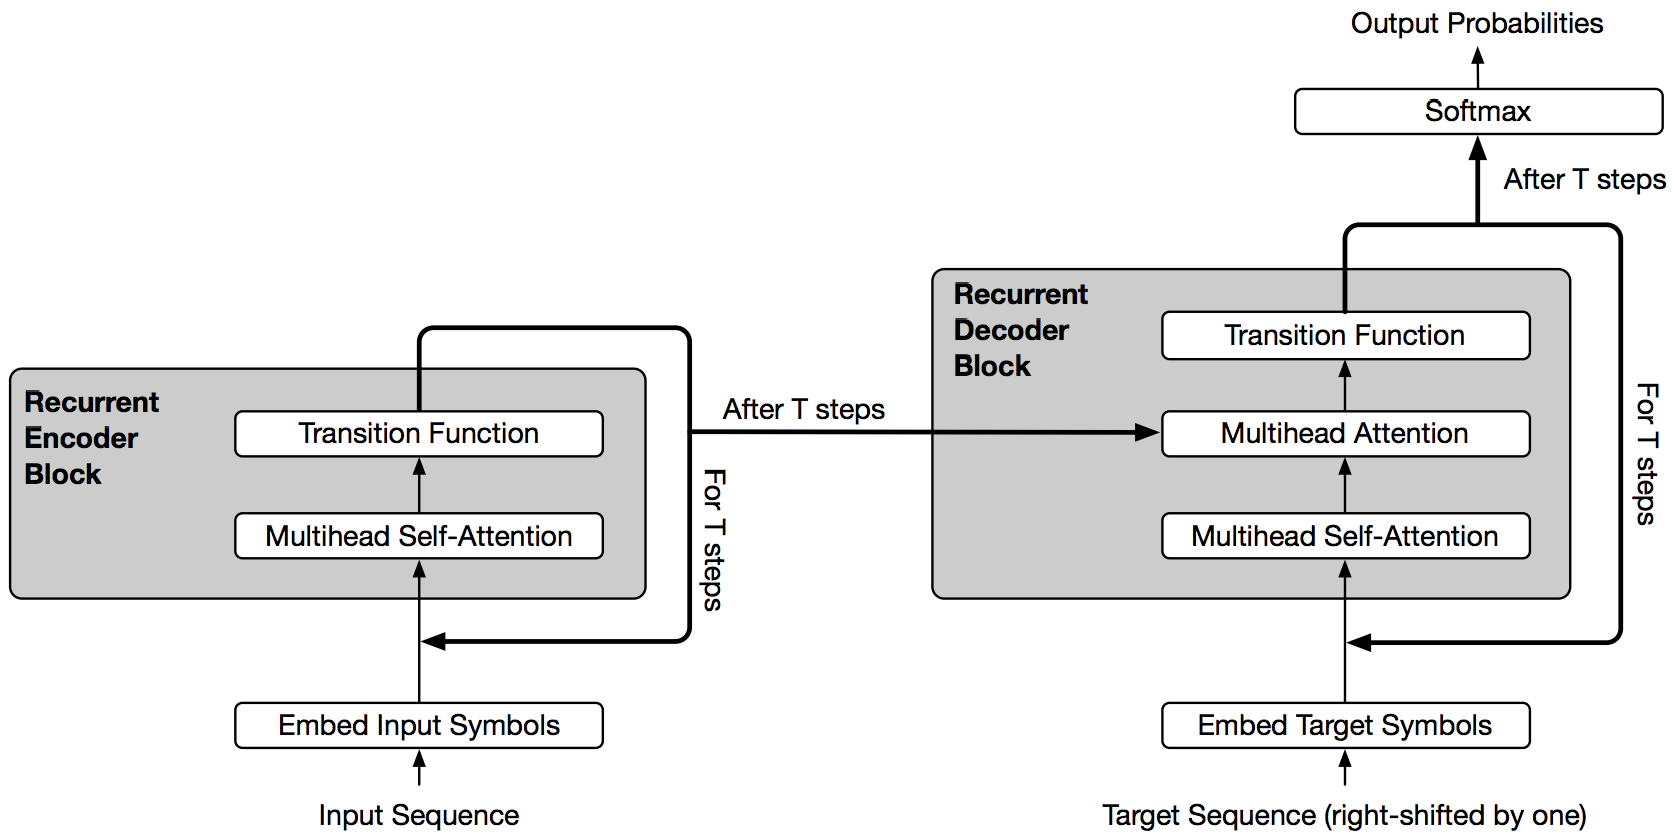 Output Probabilities
Softmax
After T steps
Recurrent
Decoder
Block
Transition Function
Multihead Attention
Multihead Self-Attention
For T steps
Embed Target Symbols
Target Sequence (right-shifted by one)
After T steps
Recurrent
Encoder
Block
Transition Function
Multihead Self-Attention
For T steps
Embed Input Symbols
Input Sequence